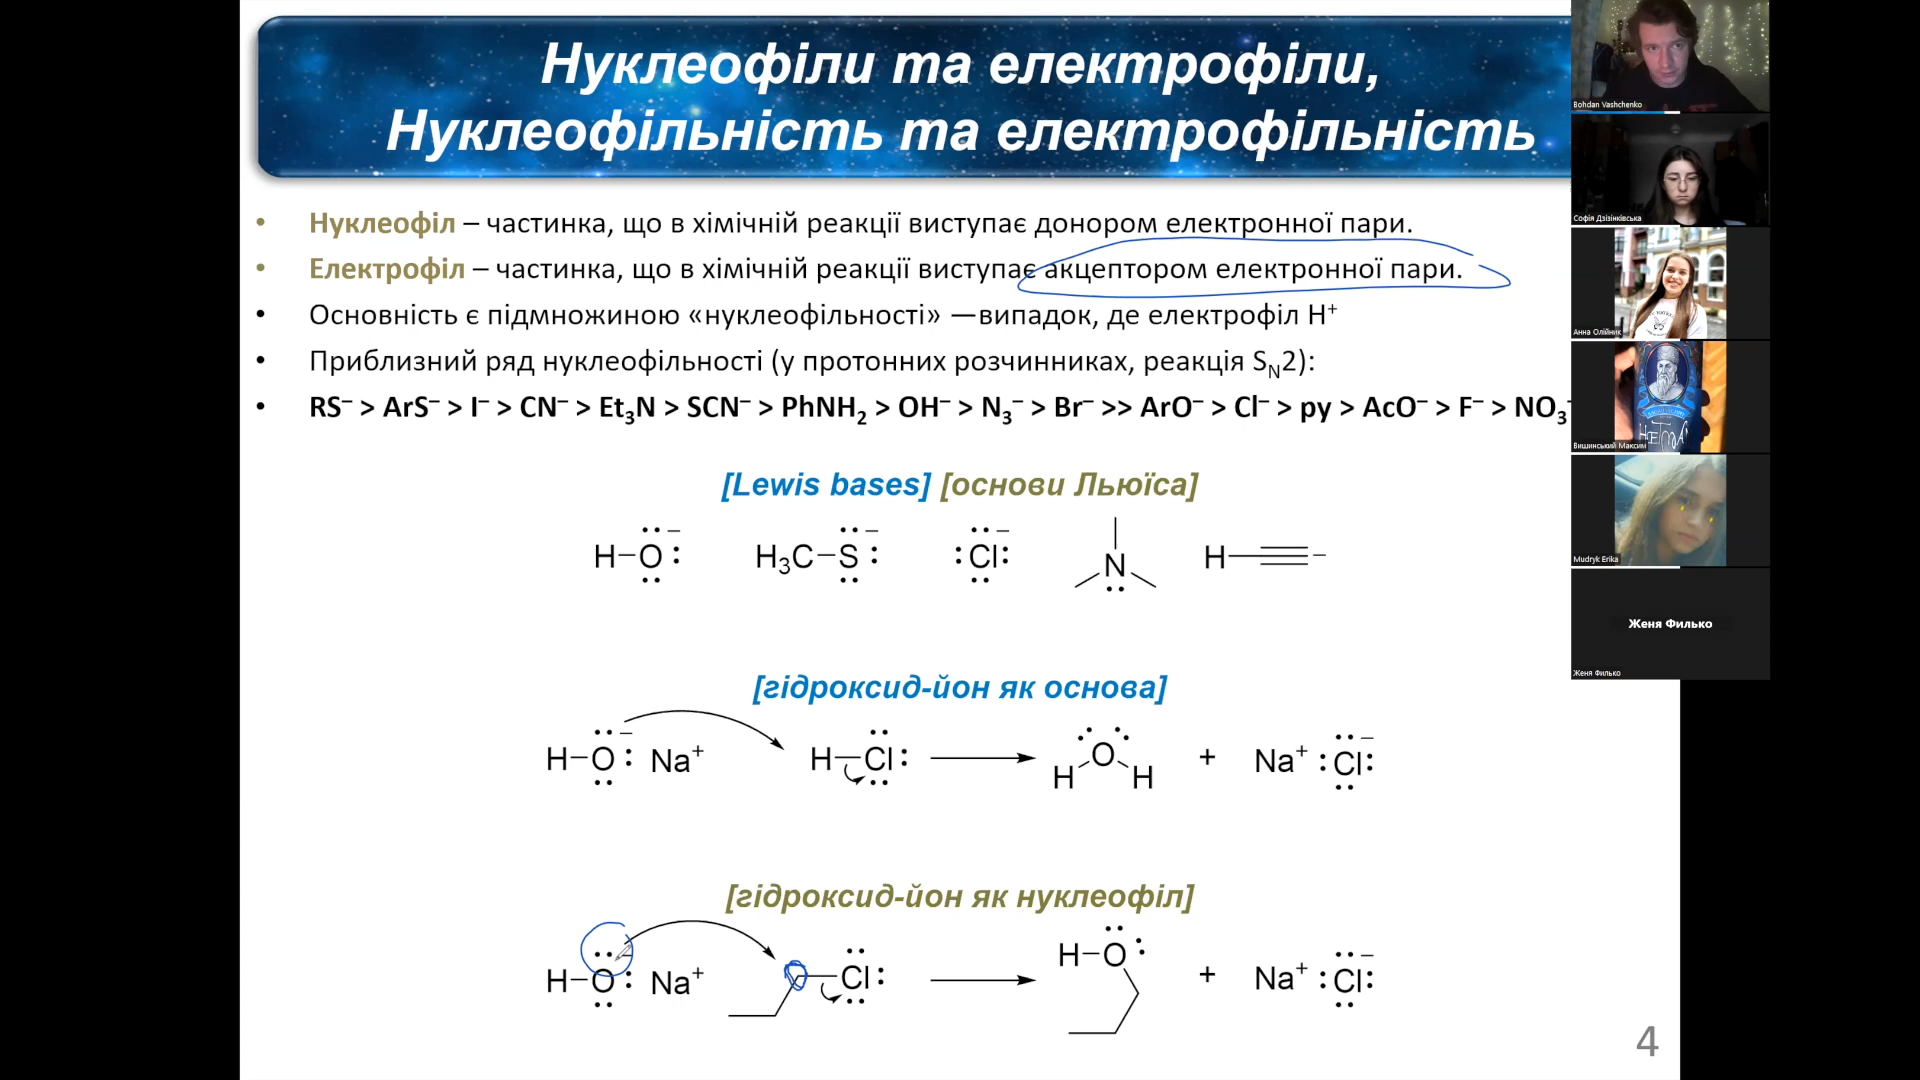 Нуклеофіли та електрофіли,
Нуклеофільність та електрофільність
• Нуклеофіл – частинка, що в хімічній реакції виступає донором електронної пари.
• Електрофіл – частинка, що в хімічній реакції виступає акцептором електронної пари.
• Основність є підмножиною «нуклеофільності» —випадок, де електрофіл H⁺
• Приблизний ряд нуклеофільності (у протонних розчинниках, реакція Sₙ2):
• RS⁻ > ArS⁻ > I⁻ > CN⁻ > Et₃N > SCN⁻ > PhNH₂ > OH⁻ > N₃⁻ > Br⁻ >> ArO⁻ > Cl⁻ > py > AcO⁻ > F⁻ > NO₃⁻
[Lewis bases] [основи Льюїса]
H–O:⁻ H₃C–S:⁻ :Cl:⁻ N H
[гідроксид-йон як основа]
H–O:⁻ Na⁺ H–Cl: O H H + Na⁺ :Cl:⁻
[гідроксид-йон як нуклеофіл]
H–O:⁻ Na⁺ Cl: H–O: + Na⁺ :Cl:⁻
4
Bohdan Vashchenko
Софія Дзізінківська
Анна Олійник
НЕТМАН
Вишинський Максим
Mudryk Erika
Женя Филько
Женя Филько